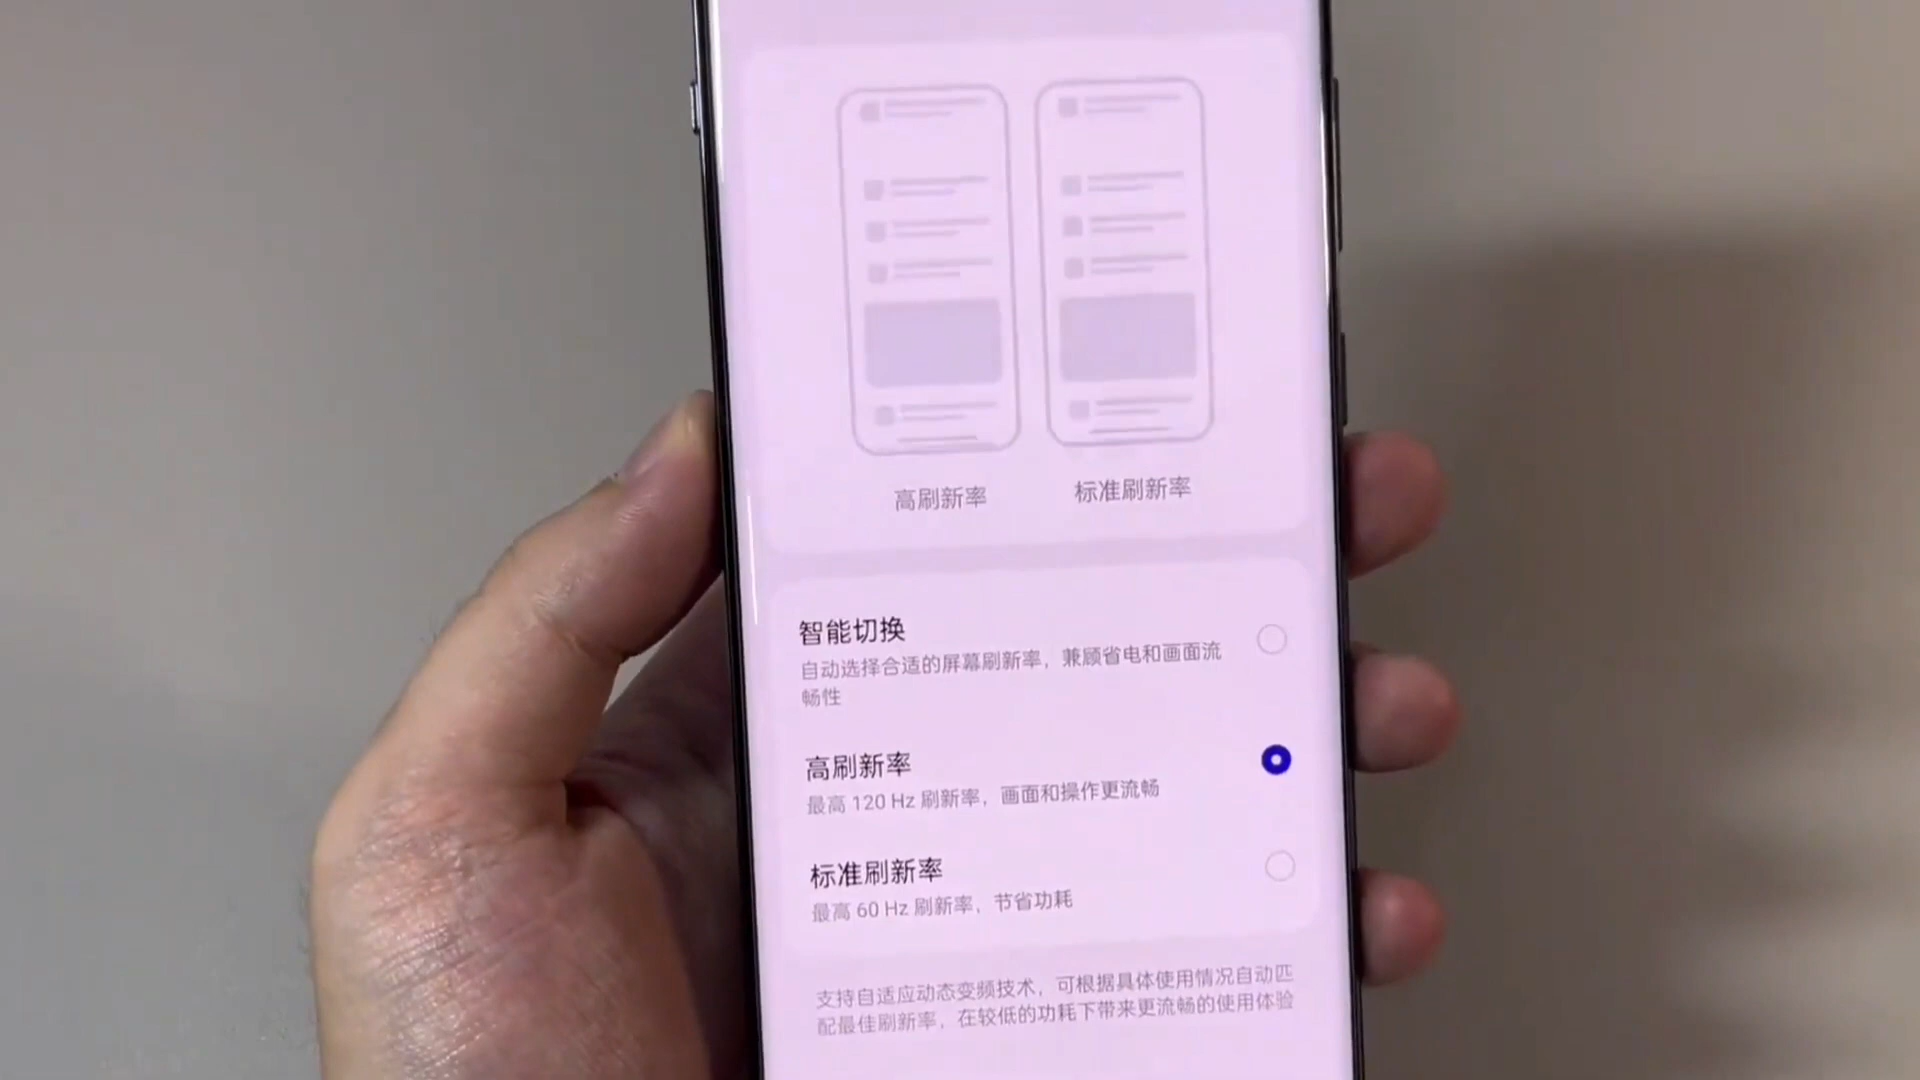 高刷新率 标准刷新率
智能切换
自动选择合适的屏幕刷新率，兼顾省电和画面流
畅性
高刷新率
最高 120 Hz 刷新率，画面和操作更流畅
标准刷新率
最高 60 Hz 刷新率，节省功耗
支持自适应动态变频技术，可根据具体使用情况自动匹
配最佳刷新率，在较低的功耗下带来更流畅的使用体验